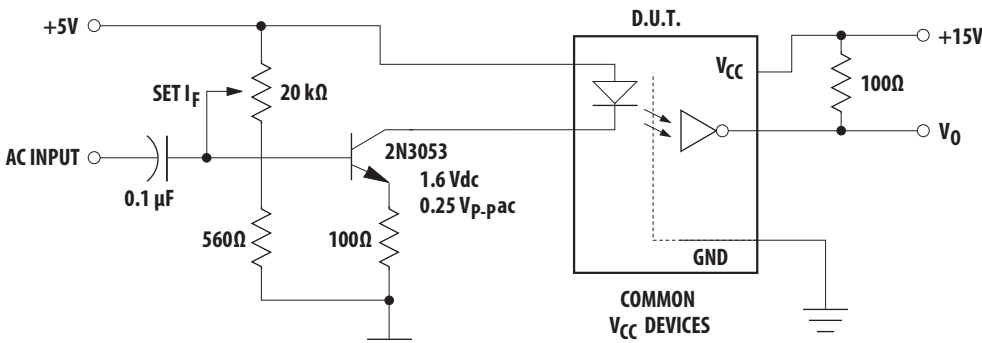 D.U.T.
+5V
+15V
VCC
20 kΩ
100Ω
SET IF
VO
AC INPUT
2N3053
0.1 µF
1.6 Vdc
0.25 VP-Pac
560Ω
100Ω
GND
COMMON
VCC DEVICES